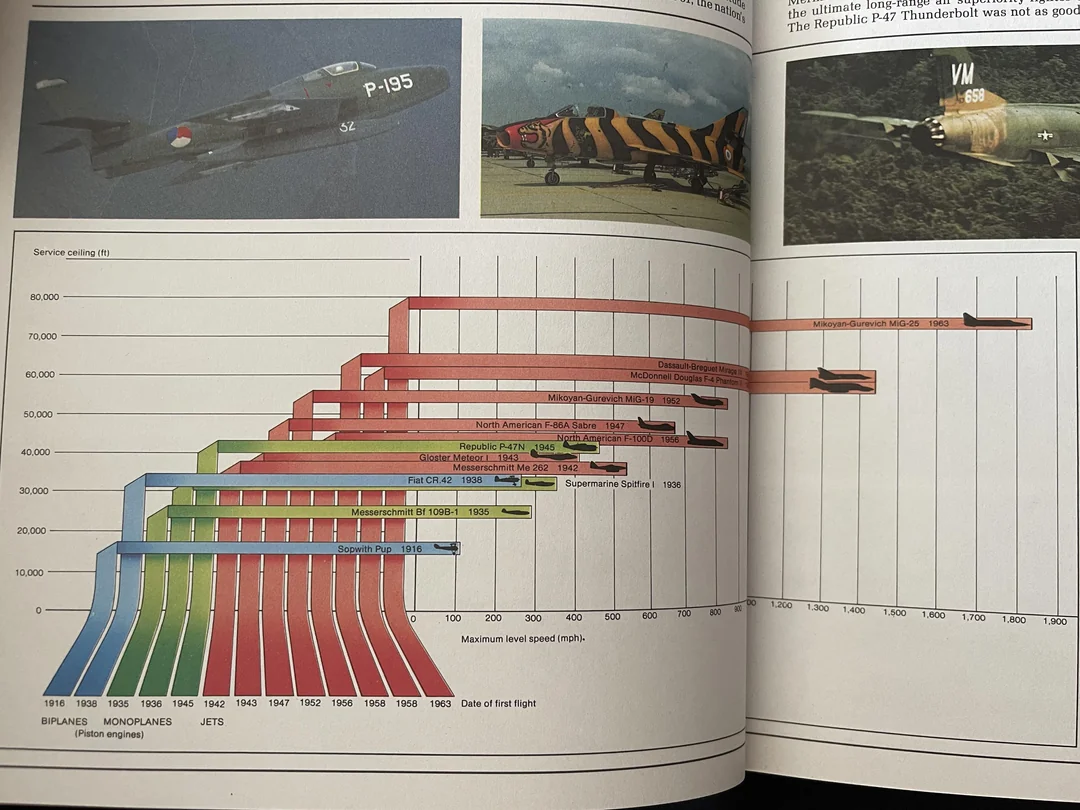 the nation's
the ultimate long-range air superiority
The Republic P-47 Thunderbolt was not as good
P-195
32
VM
658
Service ceiling (ft)
80,000
70,000
60,000
50,000
40,000
30,000
20,000
10,000
0
Mikoyan-Gurevich MiG-25 1963
Dassault-Breguet Mirage
McDonnell Douglas F-4 Phantom
Mikoyan-Gurevich MiG-19 1952
North American F-86A Sabre 1947
North American F-100D 1956
Republic P-47N 1945
Gloster Meteor I 1943
Messerschmitt Me 262 1942
Fiat CR.42 1938
Supermarine Spitfire I 1936
Messerschmitt Bf 109B-1 1935
Sopwith Pup 1916
0 100 200 300 400 500 600 700 800 900 1,200 1,300 1,400 1,500 1,600 1,700 1,800 1,900
Maximum level speed (mph).
1916 1938 1935 1936 1945 1942 1943 1947 1952 1956 1958 1958 1963 Date of first flight
BIPLANES MONOPLANES JETS
(Piston engines)